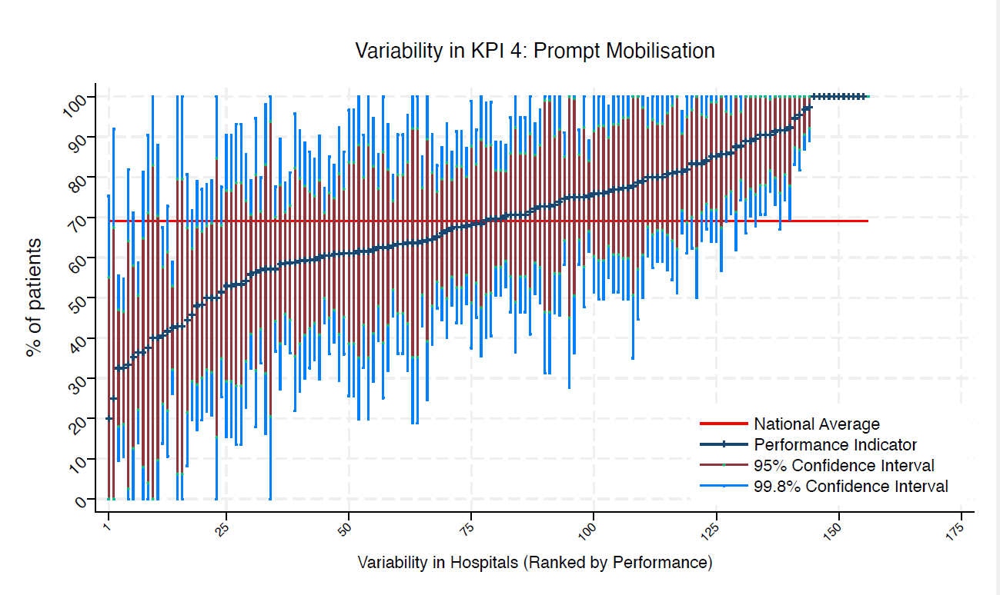 Variability in KPI 4: Prompt Mobilisation
% of patients
100
90
80
70
60
50
40
30
20
10
0
1
25
50
75
100
125
150
175
Variability in Hospitals (Ranked by Performance)
National Average
Performance Indicator
95% Confidence Interval
99.8% Confidence Interval